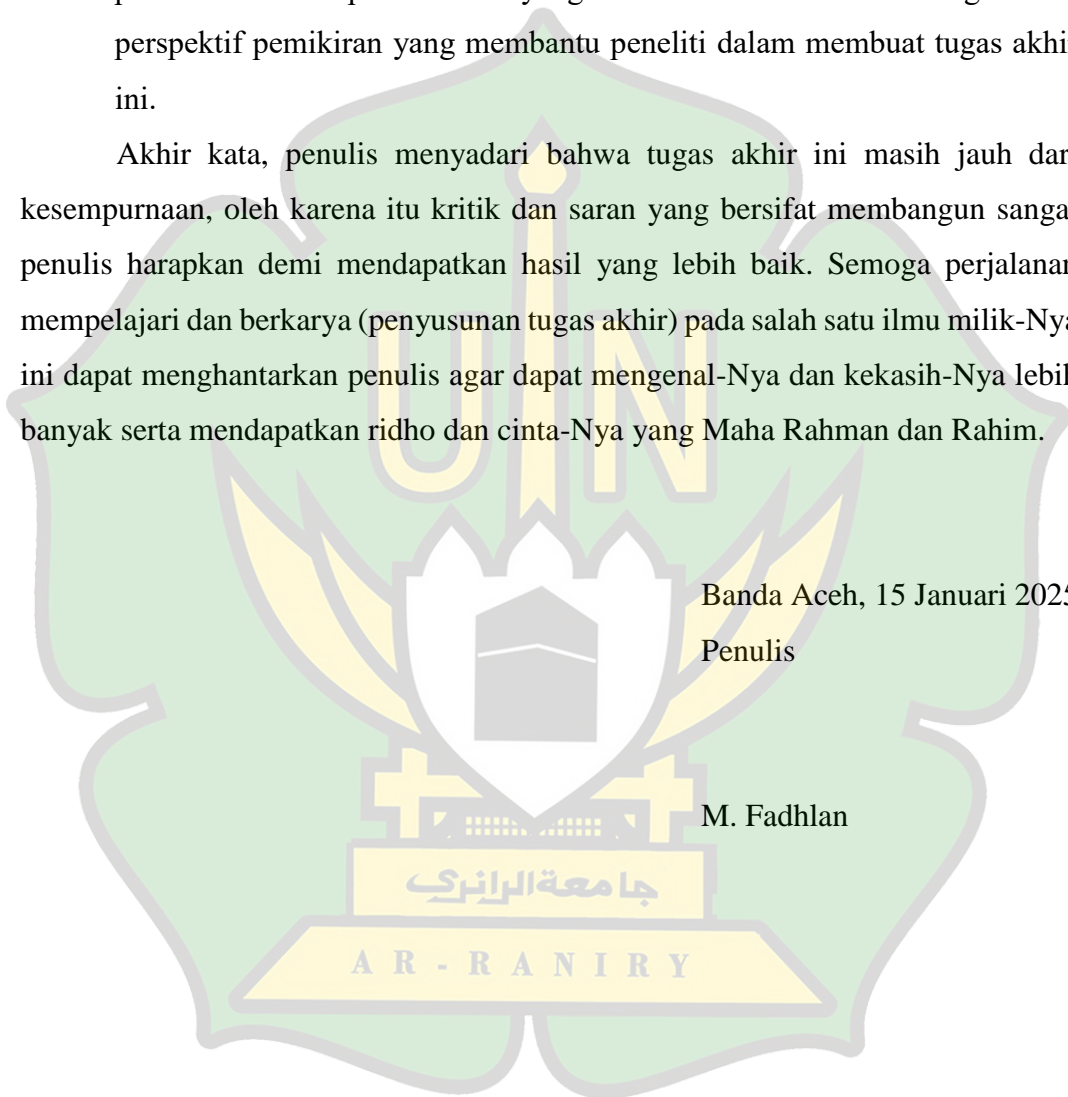 perspektif pemikiran yang membantu peneliti dalam membuat tugas akhir
ini.
Akhir kata, penulis menyadari bahwa tugas akhir ini masih jauh dar
kesempurnaan, oleh karena itu kritik dan saran yang bersifat membangun sanga
penulis harapkan demi mendapatkan hasil yang lebih baik. Semoga perjalanan
mempelajari dan berkarya (penyusunan tugas akhir) pada salah satu ilmu milik-Nya
ini dapat menghantarkan penulis agar dapat mengenal-Nya dan kekasih-Nya lebih
banyak serta mendapatkan ridho dan cinta-Nya yang Maha Rahman dan Rahim.
UIN
Banda Aceh, 15 Januari 2025
Penulis
M. Fadhlan
جامعة الرانري
AR - RANIRY